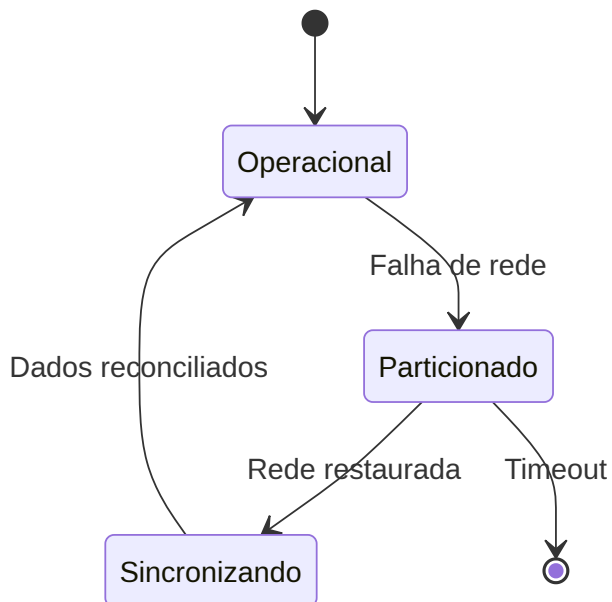 Operacional
Falha de rede
Dados reconciliados
Particionado
Rede restaurada
Timeout
Sincronizando